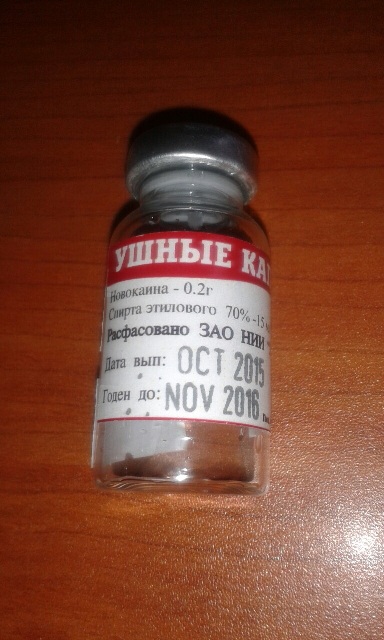 УШНЫЕ
Новокаина - 0.2г
Спирта этилового 70% -15
Расфасовано ЗАО НИИ
Дата вып: OCT 2015
Годен до: NOV 2016